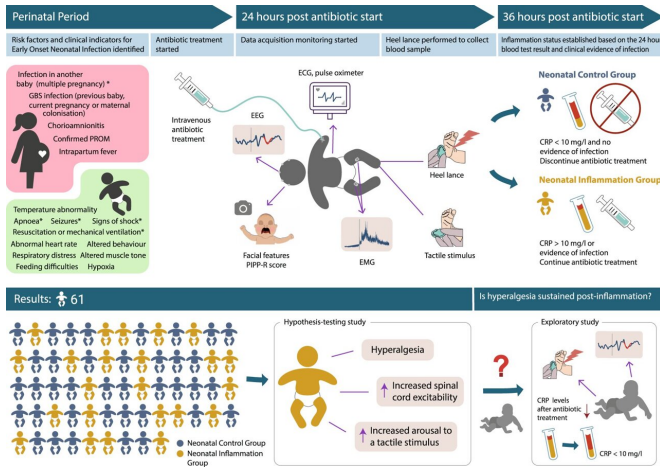 Perinatal Period
24 hours post antibiotic start
36 hours post antibiotic start
Risk factors and clinical indicators for
Early Onset Neonatal Infection identified
Antibiotic treatment
started
Data acquisition monitoring started
Heel lance performed to collect
blood sample
Inflammation status established based on the 24 hour
blood test result and clinical evidence of infection
Infection in another
baby (multiple pregnancy) *
GBS infection (previous baby,
current pregnancy or maternal
colonisation)
Chorioamnionitis
Confirmed PROM
Intrapartum fever
Temperature abnormality
Apnoea* Seizures* Signs of shock*
Resuscitation or mechanical ventilation*
Abnormal heart rate Altered behaviour
Respiratory distress Altered muscle tone
Feeding difficulties Hypoxia
Intravenous
antibiotic
treatment
ECG, pulse oximeter
EEG
Facial features
PIPP-R score
EMG
Heel lance
Tactile stimulus
Neonatal Control Group
CRP < 10 mg/l and no
evidence of infection
Discontinue antibiotic treatment
Neonatal Inflammation Group
CRP > 10 mg/l or
evidence of infection
Continue antibiotic treatment
Results: 61
Is hyperalgesia sustained post-inflammation?
Neonatal Control Group
Neonatal Inflammation
Group
Hypothesis-testing study
Hyperalgesia
Increased spinal
cord excitability
Increased arousal to
a tactile stimulus
?
Exploratory study
CRP levels
after antibiotic
treatment
CRP < 10 mg/l